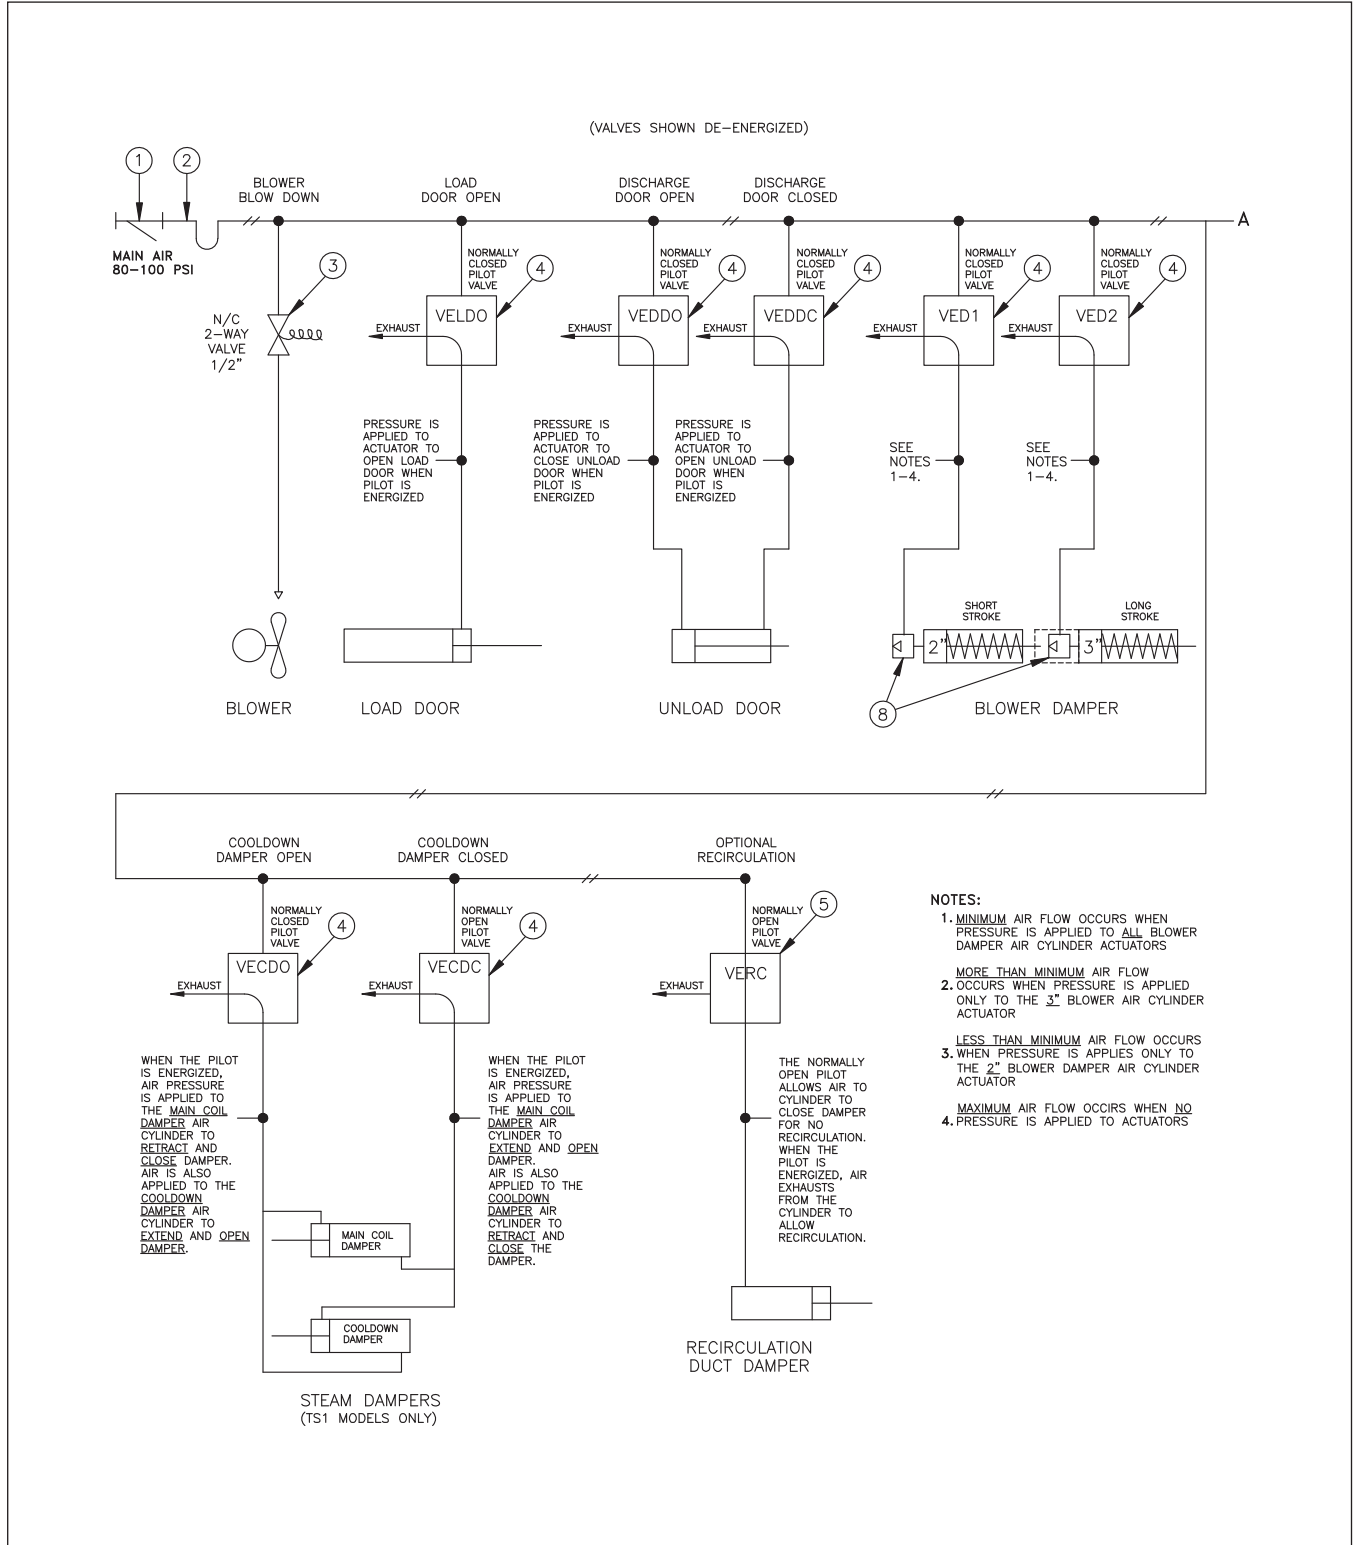 (VALVES SHOWN DE-ENERGIZED)
1
2
BLOWER
BLOW DOWN
LOAD
DOOR OPEN
DISCHARGE
DOOR OPEN
DISCHARGE
DOOR CLOSED
A
MAIN AIR
80-100 PSI
3
N/C
2-WAY
VALVE
1/2"
NORMALLY
CLOSED
PILOT
VALVE
4
VELDO
EXHAUST
NORMALLY
CLOSED
PILOT
VALVE
4
VEDDO
EXHAUST
NORMALLY
CLOSED
PILOT
VALVE
4
VEDDC
EXHAUST
NORMALLY
CLOSED
PILOT
VALVE
4
VED1
EXHAUST
NORMALLY
CLOSED
PILOT
VALVE
4
VED2
EXHAUST
PRESSURE IS
APPLIED TO
ACTUATOR TO
OPEN LOAD
DOOR WHEN
PILOT IS
ENERGIZED
PRESSURE IS
APPLIED TO
ACTUATOR TO
CLOSE UNLOAD
DOOR WHEN
PILOT IS
ENERGIZED
PRESSURE IS
APPLIED TO
ACTUATOR TO
OPEN UNLOAD
DOOR WHEN
PILOT IS
ENERGIZED
SEE
NOTES
1-4.
SEE
NOTES
1-4.
SHORT
STROKE
LONG
STROKE
2"
3"
8
BLOWER
LOAD DOOR
UNLOAD DOOR
BLOWER DAMPER
COOLDOWN
DAMPER OPEN
COOLDOWN
DAMPER CLOSED
OPTIONAL
RECIRCULATION
NORMALLY
CLOSED
PILOT
VALVE
4
VECDO
EXHAUST
NORMALLY
OPEN
PILOT
VALVE
4
VECDC
EXHAUST
NORMALLY
OPEN
PILOT
VALVE
5
VERC
EXHAUST
WHEN THE PILOT
IS ENERGIZED,
AIR PRESSURE
IS APPLIED TO
THE MAIN COIL
DAMPER AIR
CYLINDER TO
RETRACT AND
CLOSE DAMPER.
AIR IS ALSO
APPLIED TO THE
COOLDOWN
DAMPER AIR
CYLINDER TO
EXTEND AND OPEN
DAMPER.
WHEN THE PILOT
IS ENERGIZED,
AIR PRESSURE
IS APPLIED TO
THE MAIN COIL
DAMPER AIR
CYLINDER TO
EXTEND AND OPEN
DAMPER.
AIR IS ALSO
APPLIED TO THE
COOLDOWN
DAMPER AIR
CYLINDER TO
RETRACT AND
CLOSE THE
DAMPER.
THE NORMALLY
OPEN PILOT
ALLOWS AIR TO
CYLINDER TO
CLOSE DAMPER
FOR NO
RECIRCULATION.
WHEN THE
PILOT IS
ENERGIZED, AIR
EXHAUSTS
FROM THE
CYLINDER TO
ALLOW
RECIRCULATION.
MAIN COIL
DAMPER
COOLDOWN
DAMPER
STEAM DAMPERS
(TS1 MODELS ONLY)
RECIRCULATION
DUCT DAMPER
NOTES:
1. MINIMUM AIR FLOW OCCURS WHEN
PRESSURE IS APPLIED TO ALL BLOWER
DAMPER AIR CYLINDER ACTUATORS
MORE THAN MINIMUM AIR FLOW
2. OCCURS WHEN PRESSURE IS APPLIED
ONLY TO THE 3" BLOWER AIR CYLINDER
ACTUATOR
LESS THAN MINIMUM AIR FLOW OCCURS
3. WHEN PRESSURE IS APPLIES ONLY TO
THE 2" BLOWER DAMPER AIR CYLINDER
ACTUATOR
MAXIMUM AIR FLOW OCCIRS WHEN NO
4. PRESSURE IS APPLIED TO ACTUATORS